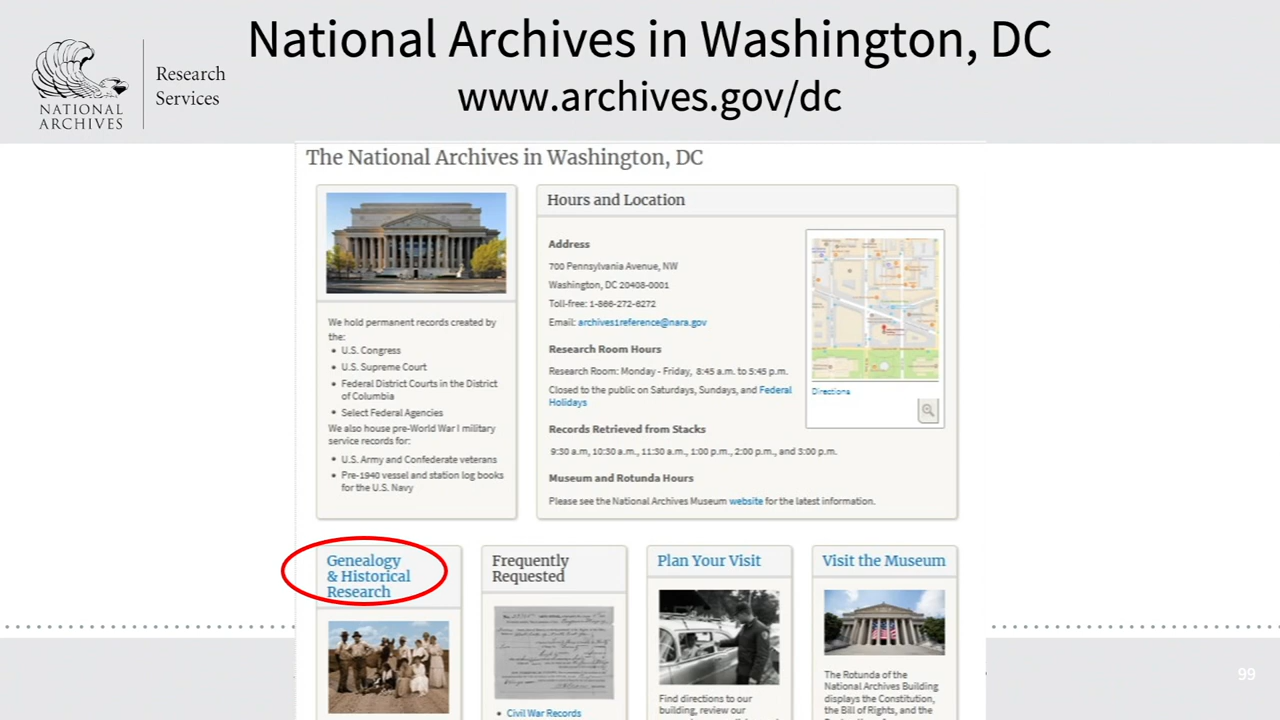 National Archives in Washington, DC
www.archives.gov/dc
NATIONAL
ARCHIVES
Research
Services
The National Archives in Washington, DC
We hold permanent records created by
the:
• U.S. Congress
• U.S. Supreme Court
• Federal District Courts in the District
of Columbia
• Select Federal Agencies
We also house pre-World War I military
service records for:
• U.S. Army and Confederate veterans
• Pre-1940 vessel and station log books
for the U.S. Navy
Hours and Location
Address
700 Pennsylvania Avenue, NW
Washington, DC 20408-0001
Toll-free: 1-866-272-6272
Email: archives1reference@nara.gov
Research Room Hours
Research Room: Monday - Friday, 8:45 a.m. to 5:45 p.m.
Closed to the public on Saturdays, Sundays, and Federal
Holidays
Records Retrieved from Stacks
9:30 a.m, 10:30 a.m., 11:30 a.m., 1:00 p.m., 2:00 p.m., and 3:00 p.m.
Museum and Rotunda Hours
Please see the National Archives Museum website for the latest information.
Directions
Genealogy
& Historical
Research
Frequently
Requested
• Civil War Records
Plan Your Visit
Find directions to our
building, review our
Visit the Museum
The Rotunda of the
National Archives Building
displays the Constitution,
the Bill of Rights, and the
99